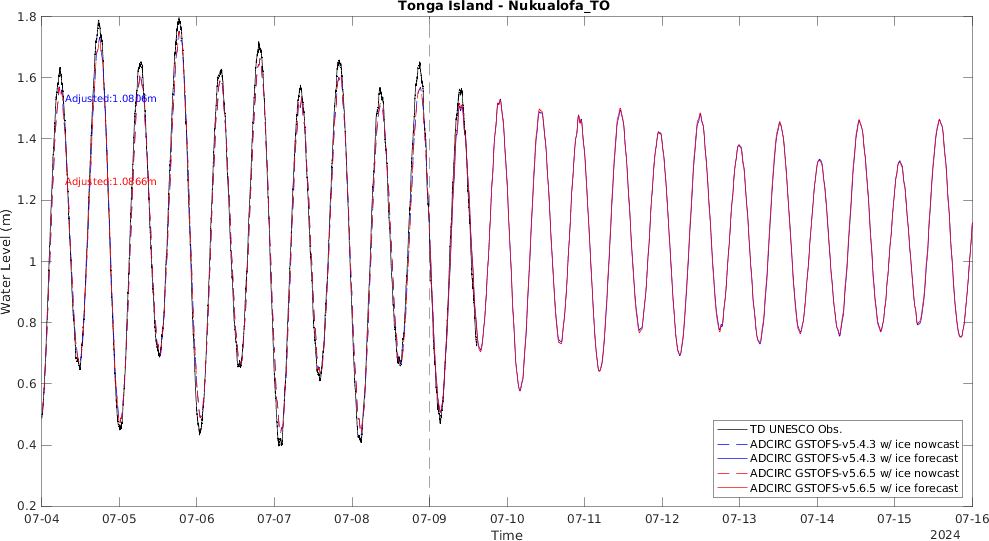 Tonga Island - Nukualofa_TO
1.8
1.6
1.4
1.2
1
0.8
0.6
0.4
0.2
Water Level (m)
Adjusted:1.0806m
Adjusted:1.0866m
TD UNESCO Obs.
ADCIRC GSTOFS-v5.4.3 w/ ice nowcast
ADCIRC GSTOFS-v5.4.3 w/ ice forecast
ADCIRC GSTOFS-v5.6.5 w/ ice nowcast
ADCIRC GSTOFS-v5.6.5 w/ ice forecast
07-04 07-05 07-06 07-07 07-08 07-09 07-10 07-11 07-12 07-13 07-14 07-15 07-16
Time
2024